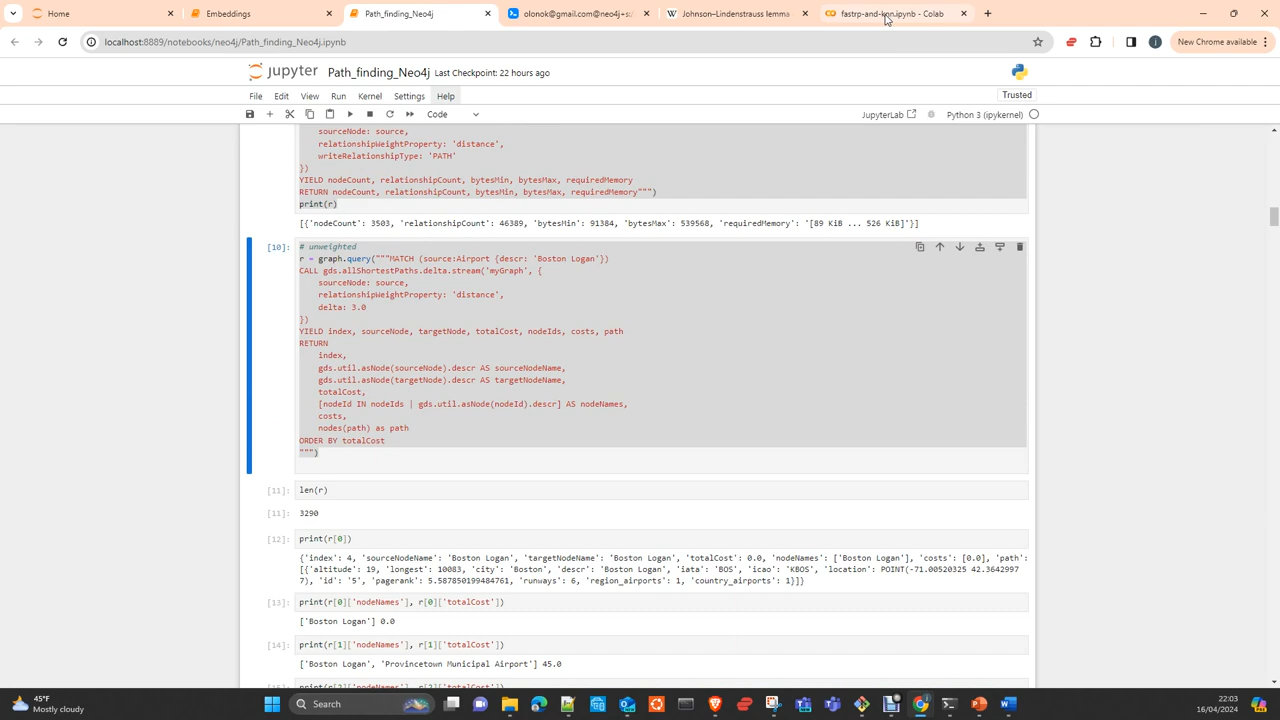 Home
Embeddings
Path_finding_Neo4j
olonok@gmail.com@neo4j+s:/
Johnson–Lindenstrauss lemma
fastrp-and-knn.ipynb - Colab
localhost:8889/notebooks/neo4j/Path_finding_Neo4j.ipynb
New Chrome available
jupyter
Path_finding_Neo4j
Last Checkpoint: 22 hours ago
File
Edit
View
Run
Kernel
Settings
Help
Trusted
Code
JupyterLab
Python 3 (ipykernel)
sourceNode: source,
relationshipWeightProperty: 'distance',
writeRelationshipType: 'PATH'
})
YIELD nodeCount, relationshipCount, bytesMin, bytesMax, requiredMemory
RETURN nodeCount, relationshipCount, bytesMin, bytesMax, requiredMemory""")
print(r)
[{'nodeCount': 3503, 'relationshipCount': 46389, 'bytesMin': 91384, 'bytesMax': 539568, 'requiredMemory': '[89 KiB ... 526 KiB]'}]
[10]:
# unweighted
r = graph.query("""MATCH (source:Airport {descr: 'Boston Logan'})
CALL gds.allShortestPaths.delta.stream('myGraph', {
sourceNode: source,
relationshipWeightProperty: 'distance',
delta: 3.0
})
YIELD index, sourceNode, targetNode, totalCost, nodeIds, costs, path
RETURN
index,
gds.util.asNode(sourceNode).descr AS sourceNodeName,
gds.util.asNode(targetNode).descr AS targetNodeName,
totalCost,
[nodeId IN nodeIds | gds.util.asNode(nodeId).descr] AS nodeNames,
costs,
nodes(path) as path
ORDER BY totalCost
""")
[11]: len(r)
[11]: 3290
[12]: print(r[0])
{'index': 4, 'sourceNodeName': 'Boston Logan', 'targetNodeName': 'Boston Logan', 'totalCost': 0.0, 'nodeNames': ['Boston Logan'], 'costs': [0.0], 'path':
[{'altitude': 19, 'longest': 10083, 'city': 'Boston', 'descr': 'Boston Logan', 'iata': 'BOS', 'icao': 'KBOS', 'location': POINT(-71.00520325 42.3642997
7), 'id': '5', 'pagerank': 5.587850199484761, 'runways': 6, 'region_airports': 1, 'country_airports': 1}]}
[13]: print(r[0]['nodeNames'], r[0]['totalCost'])
['Boston Logan'] 0.0
[14]: print(r[1]['nodeNames'], r[1]['totalCost'])
['Boston Logan', 'Provincetown Municipal Airport'] 45.0
print(r[2]['nodeNames'], r[2]['totalCost'])
45°F
Mostly cloudy
Search
22:03
16/04/2024